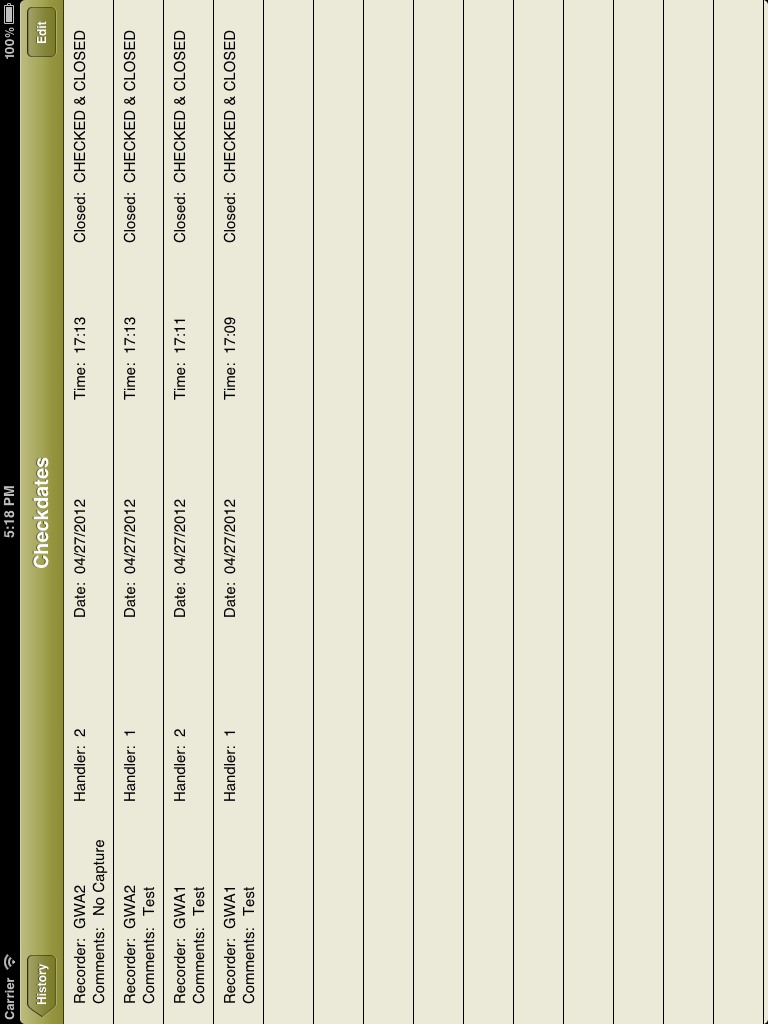 Carrier 5:18 PM 100%
History Checkdates Edit
Recorder: GWA2 Handler: 2 Date: 04/27/2012 Time: 17:13 Closed: CHECKED & CLOSED
Comments: No Capture
Recorder: GWA2 Handler: 1 Date: 04/27/2012 Time: 17:13 Closed: CHECKED & CLOSED
Comments: Test
Recorder: GWA1 Handler: 2 Date: 04/27/2012 Time: 17:11 Closed: CHECKED & CLOSED
Comments: Test
Recorder: GWA1 Handler: 1 Date: 04/27/2012 Time: 17:09 Closed: CHECKED & CLOSED
Comments: Test